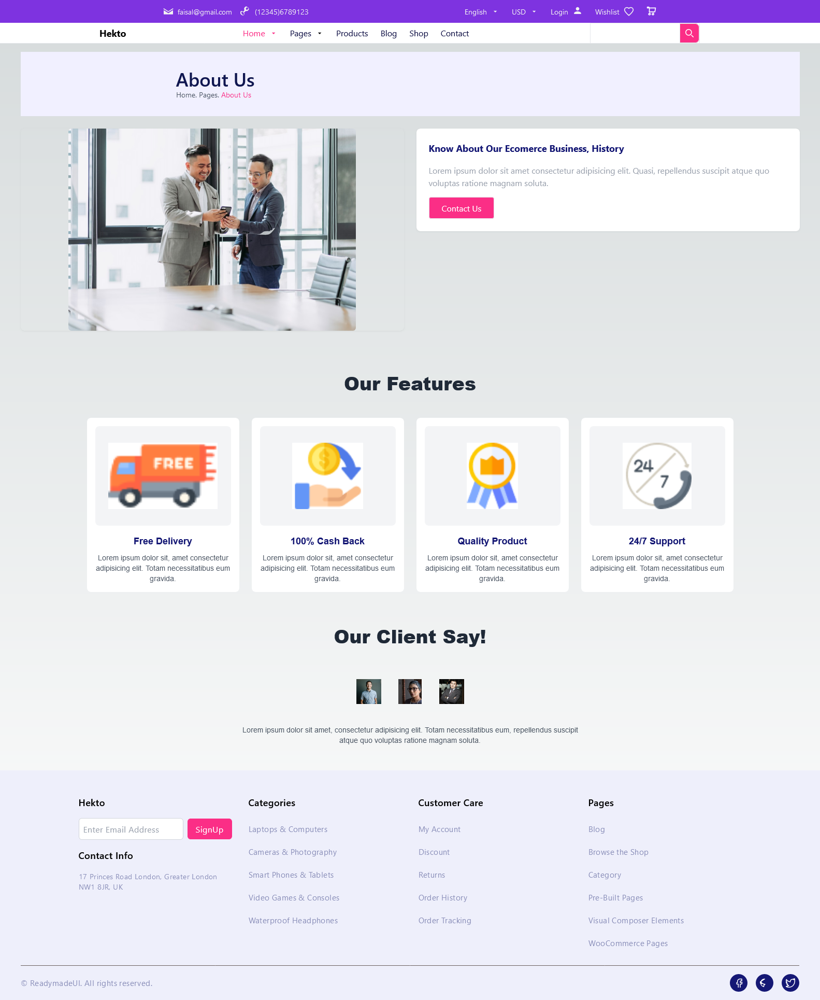 faisal@gmail.com (12345)6789123 English USD Login Wishlist
Hekto Home Pages Products Blog Shop Contact
About Us
Home. Pages. About Us
Know About Our Ecomerce Business, History
Lorem ipsum dolor sit amet consectetur adipisicing elit. Quasi, repellendus suscipit atque quo
voluptas ratione magnam soluta.
Contact Us
Our Features
FREE
24
7
Free Delivery
Lorem ipsum dolor sit, amet consectetur
adipisicing elit. Totam necessitatibus eum
gravida.
100% Cash Back
Lorem ipsum dolor sit, amet consectetur
adipisicing elit. Totam necessitatibus eum
gravida.
Quality Product
Lorem ipsum dolor sit, amet consectetur
adipisicing elit. Totam necessitatibus eum
gravida.
24/7 Support
Lorem ipsum dolor sit, amet consectetur
adipisicing elit. Totam necessitatibus eum
gravida.
Our Client Say!
Lorem ipsum dolor sit amet, consectetur adipisicing elit. Totam necessitatibus eum, repellendus suscipit
atque quo voluptas ratione magnam soluta.
Hekto
Enter Email Address SignUp
Contact Info
17 Princes Road London, Greater London
NW1 8JR, UK
Categories
Laptops & Computers
Cameras & Photography
Smart Phones & Tablets
Video Games & Consoles
Waterproof Headphones
Customer Care
My Account
Discount
Returns
Order History
Order Tracking
Pages
Blog
Browse the Shop
Category
Pre-Built Pages
Visual Composer Elements
WooCommerce Pages
© ReadymadeUI. All rights reserved.